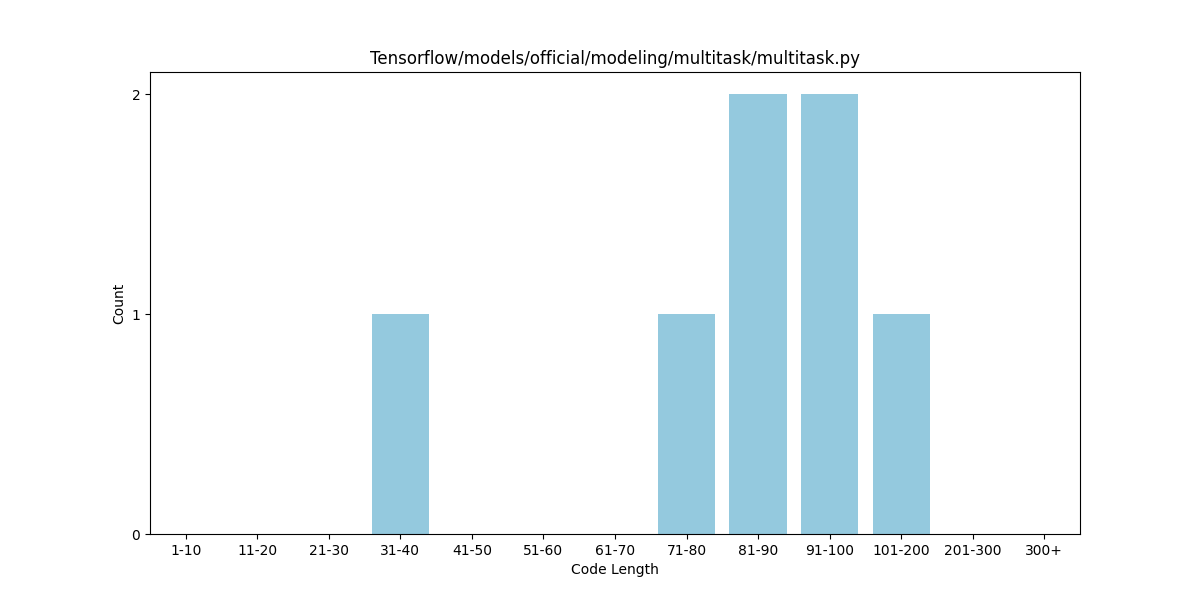 Tensorflow/models/official/modeling/multitask/multitask.py
2
1
0
Count
1-10 11-20 21-30 31-40 41-50 51-60 61-70 71-80 81-90 91-100 101-200 201-300 300+
Code Length